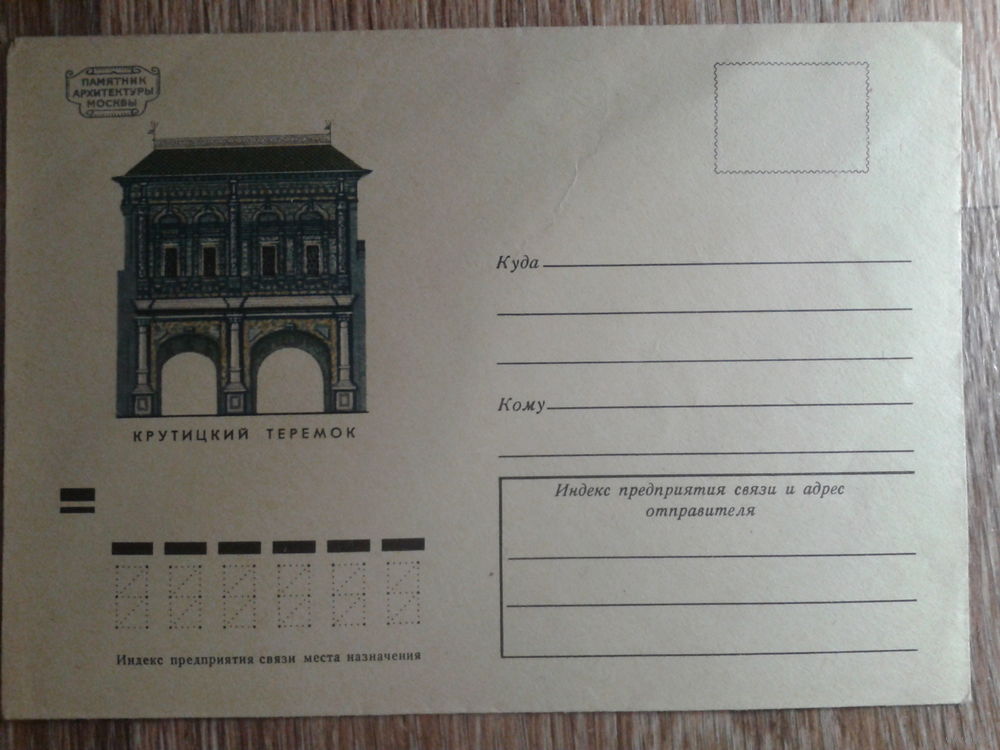 ПАМЯТНИК
АРХИТЕКТУРЫ
МОСКВЫ
КРУТИЦКИЙ ТЕРЕМОК
Куда
Кому
Индекс предприятия связи и адрес
отправителя
Индекс предприятия связи места назначения